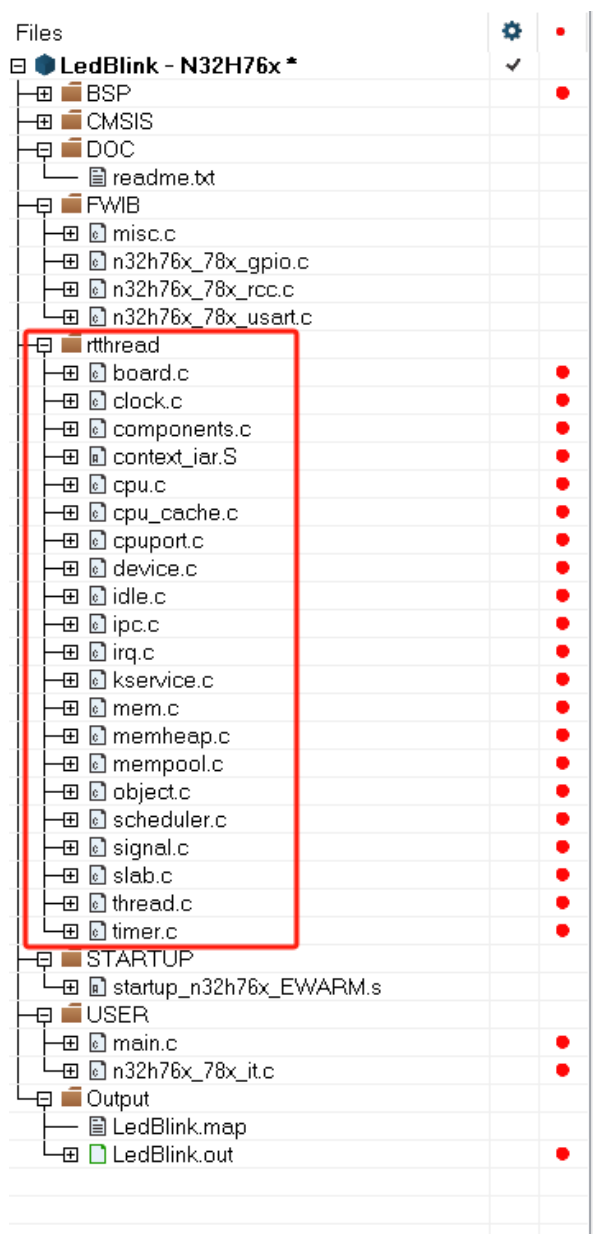 Files
LedBlink - N32H76x *
BSP
CMSIS
DOC
readme.txt
FWIB
misc.c
n32h76x_78x_gpio.c
n32h76x_78x_rcc.c
n32h76x_78x_usart.c
rtthread
board.c
clock.c
components.c
context_iar.S
cpu.c
cpu_cache.c
cpuport.c
device.c
idle.c
ipc.c
irq.c
kservice.c
mem.c
memheap.c
mempool.c
object.c
scheduler.c
signal.c
slab.c
thread.c
timer.c
STARTUP
startup_n32h76x_EWARM.s
USER
main.c
n32h76x_78x_it.c
Output
LedBlink.map
LedBlink.out